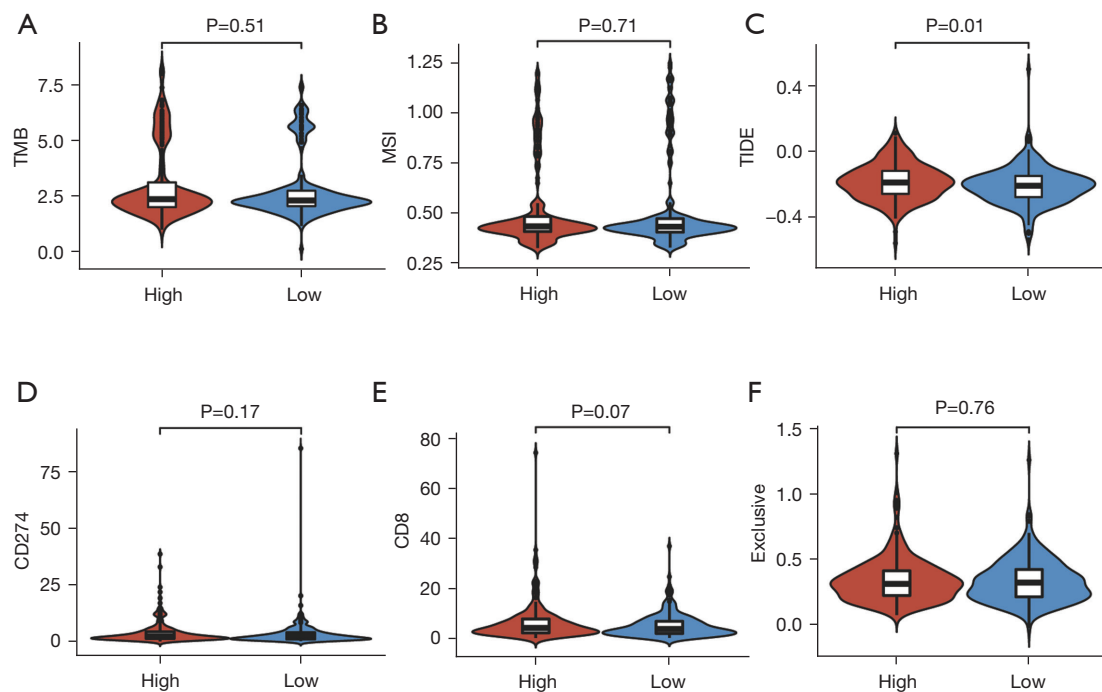 A
P=0.51
TMB
7.5
5.0
2.5
0.0
High
Low
B
P=0.71
MSI
1.25
1.00
0.75
0.50
0.25
High
Low
C
P=0.01
TIDE
0.4
0.0
−0.4
High
Low
D
P=0.17
CD274
75
50
25
0
High
Low
E
P=0.07
CD8
80
60
40
20
0
High
Low
F
P=0.76
Exclusive
1.5
1.0
0.5
0.0
High
Low